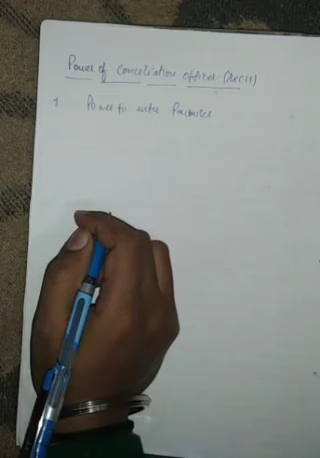 Power of Conciliation officer (Sec 11)
1 Power to enter Premises